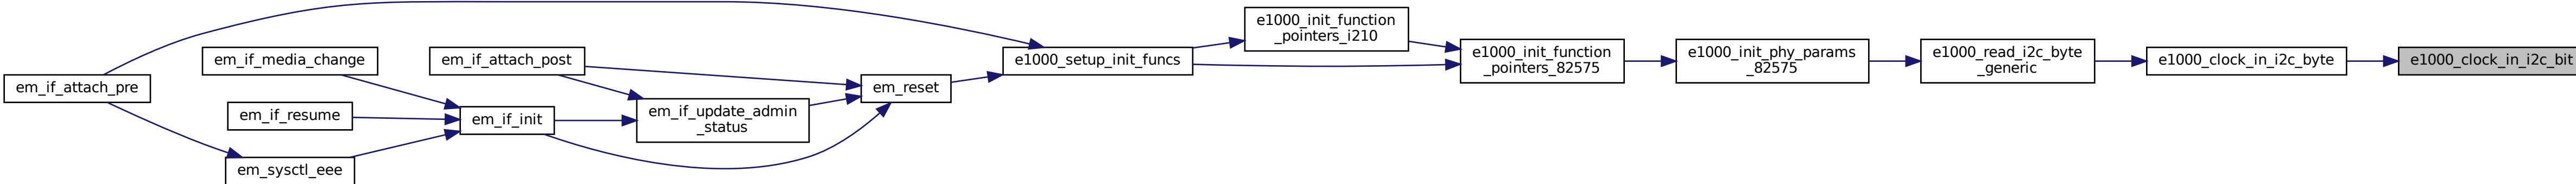 em_if_attach_pre
em_if_media_change
em_if_resume
em_sysctl_eee
em_if_attach_post
em_if_init
em_if_update_admin
_status
em_reset
e1000_setup_init_funcs
e1000_init_function
_pointers_i210
e1000_init_function
_pointers_82575
e1000_init_phy_params
_82575
e1000_read_i2c_byte
_generic
e1000_clock_in_i2c_byte
e1000_clock_in_i2c_bit